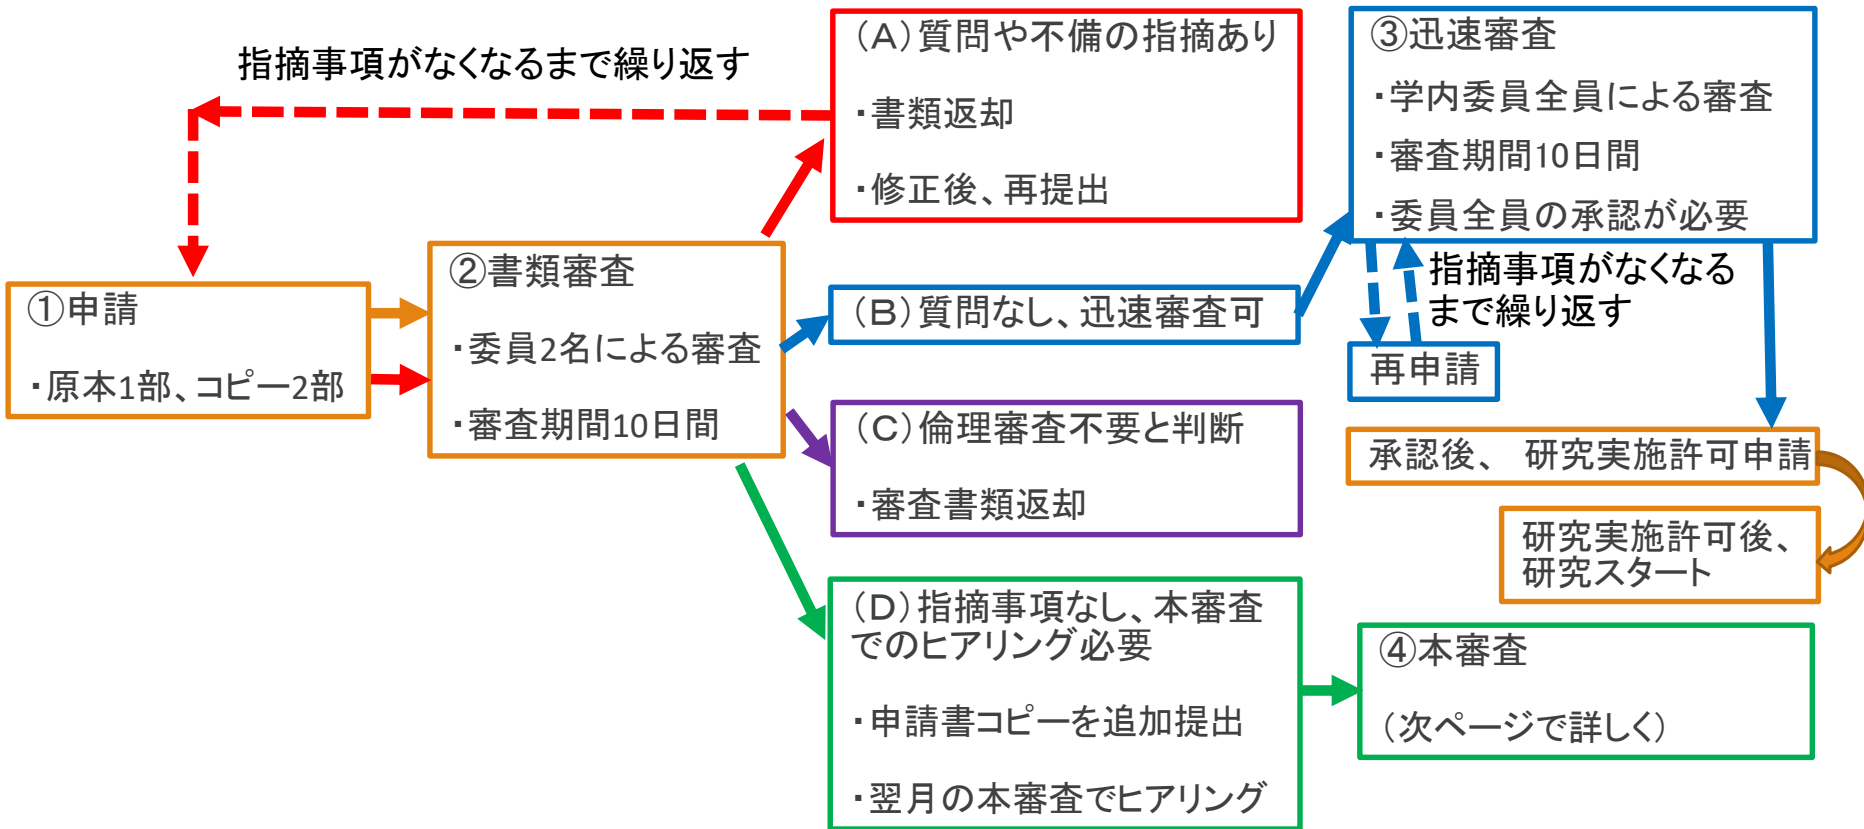 指摘事項がなくなるまで繰り返す
①申請
・原本1部、コピー2部
②書類審査
・委員2名による審査
・審査期間10日間
(A)質問や不備の指摘あり
・書類返却
・修正後、再提出
(B)質問なし、迅速審査可
(C)倫理審査不要と判断
・審査書類返却
(D)指摘事項なし、本審査
でのヒアリング必要
・申請書コピーを追加提出
・翌月の本審査でヒアリング
③迅速審査
・学内委員全員による審査
・審査期間10日間
・委員全員の承認が必要
指摘事項がなくなる
まで繰り返す
再申請
承認後、 研究実施許可申請
研究実施許可後、
研究スタート
④本審査
(次ページで詳しく)